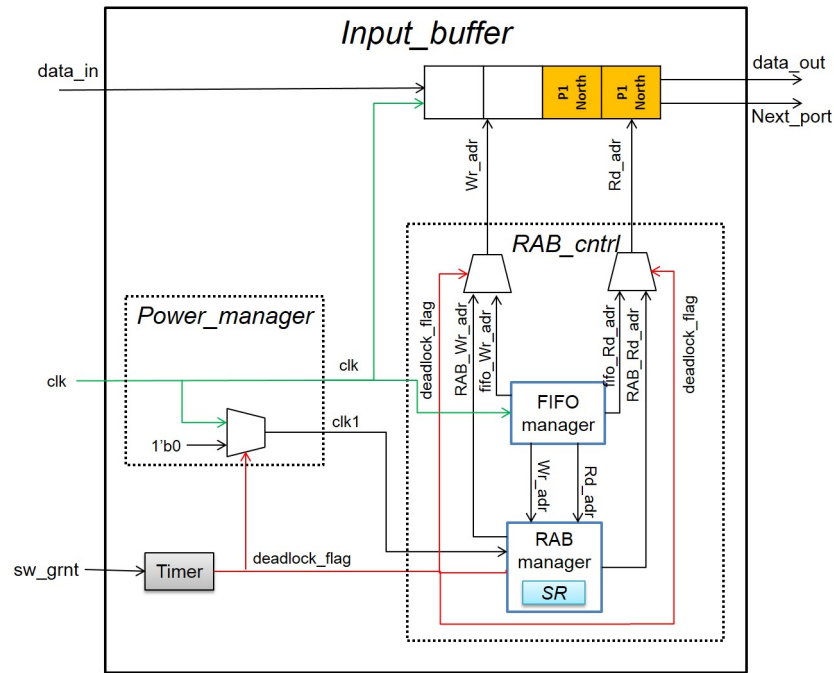 Input_buffer
data_in
P1
North
P1
North
data_out
Next_port
Wr_adr
Rd_adr
RAB_cntrl
Power_manager
deadlock_flag
RAB_Wr_adr
fifo_Wr_adr
fifo_Rd_adr
RAB_Rd_adr
deadlock_flag
clk
clk
FIFO
manager
1'b0
clk1
Wr_adr
Rd_adr
RAB
manager
SR
sw_grnt
Timer
deadlock_flag